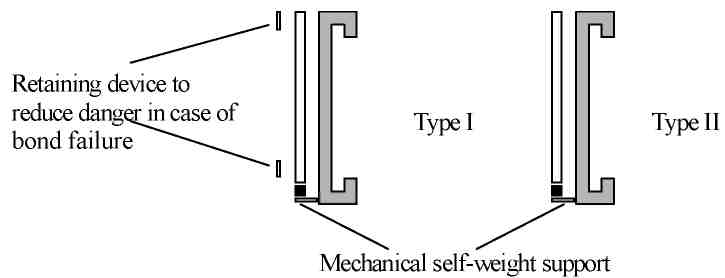 Retaining device to
reduce danger in case of
bond failure
Type I
Type II
Mechanical self-weight support